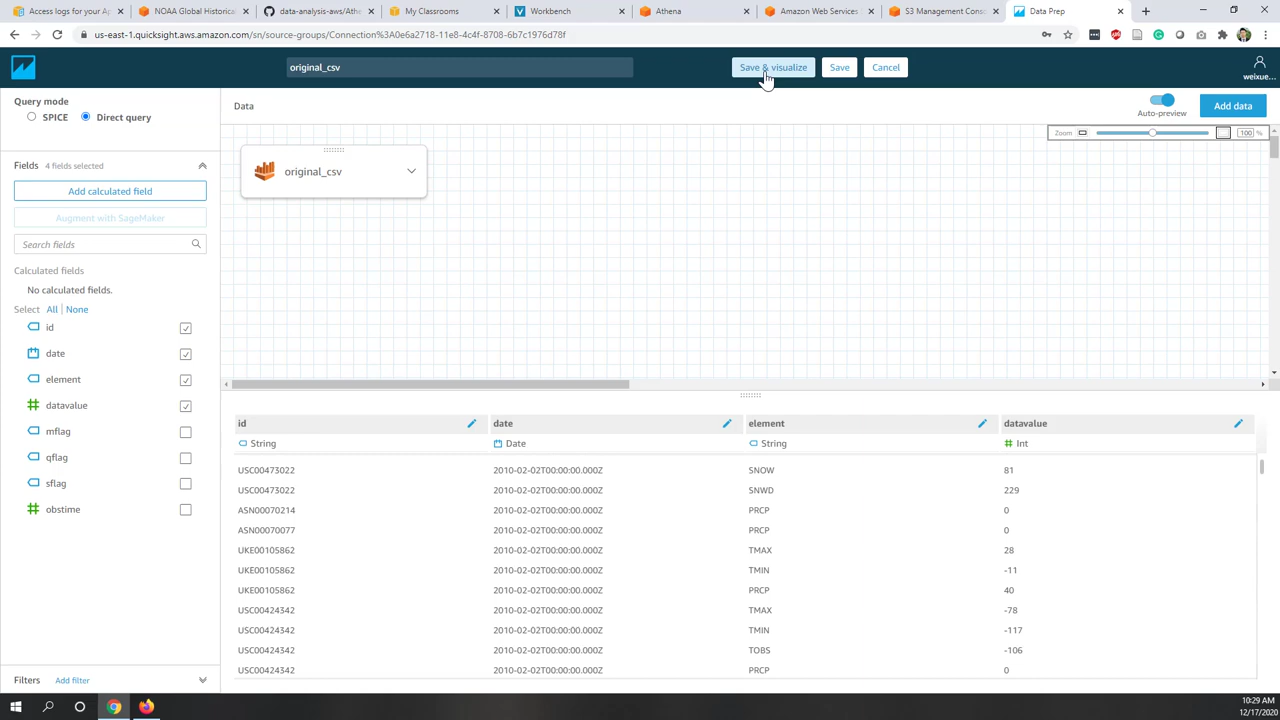 Access logs for your Ap
NOAA Global Historica
data-analysis-aws/Athe
My Classrooms
Workbench
Athena
Amazon Web Services
S3 Management Conso
Data Prep
us-east-1.quicksight.aws.amazon.com/sn/source-groups/Connection%3A0e6a2718-11e8-4c4f-8708-6b7c1976d78f
original_csv
Save & visualize
Save
Cancel
weixue...
Query mode
SPICE
Direct query
Data
Auto-preview
Add data
Zoom
100 %
Fields 4 fields selected
Add calculated field
Augment with SageMaker
Search fields
Calculated fields
No calculated fields.
Select All | None
id
date
element
datavalue
mflag
qflag
sflag
obstime
Filters Add filter
original_csv
id date element datavalue
String Date String Int
USC00473022 2010-02-02T00:00:00.000Z SNOW 81
USC00473022 2010-02-02T00:00:00.000Z SNWD 229
ASN00070214 2010-02-02T00:00:00.000Z PRCP 0
ASN00070077 2010-02-02T00:00:00.000Z PRCP 0
UKE00105862 2010-02-02T00:00:00.000Z TMAX 28
UKE00105862 2010-02-02T00:00:00.000Z TMIN -11
UKE00105862 2010-02-02T00:00:00.000Z PRCP 40
USC00424342 2010-02-02T00:00:00.000Z TMAX -78
USC00424342 2010-02-02T00:00:00.000Z TMIN -117
USC00424342 2010-02-02T00:00:00.000Z TOBS -106
USC00424342 2010-02-02T00:00:00.000Z PRCP 0
10:29 AM
12/17/2020